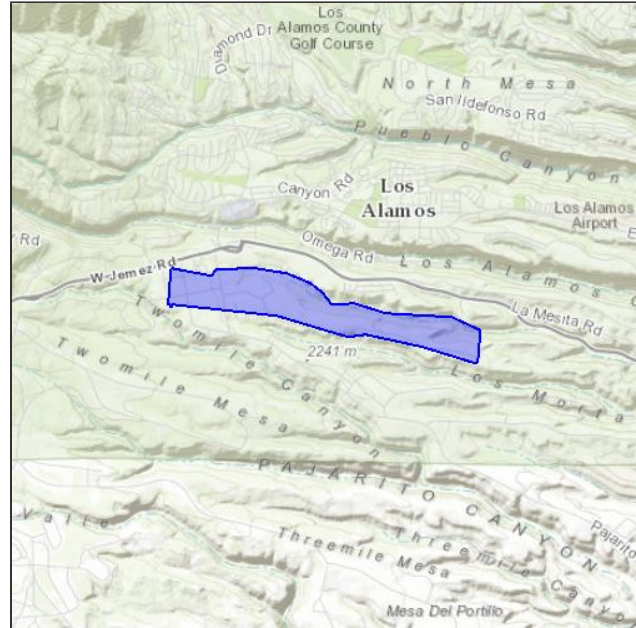 Los
Alamos County
Golf Course
Diamond Dr
North Mesa
San Ildefonso Rd
Pueblo Canyon
Canyon Rd
Los
Alamos
Los Alamos
Airport
E
Rd
Omega Rd
Los Alamos C
W Jemez Rd
La Mesita Rd
Twomile Canyon
2241 m
Twomile Mesa
Los Morta
PAJARITO CANYON
Valle
Threemile Mesa
Threemile Canyon
Pajarito
Mesa Del Portillo